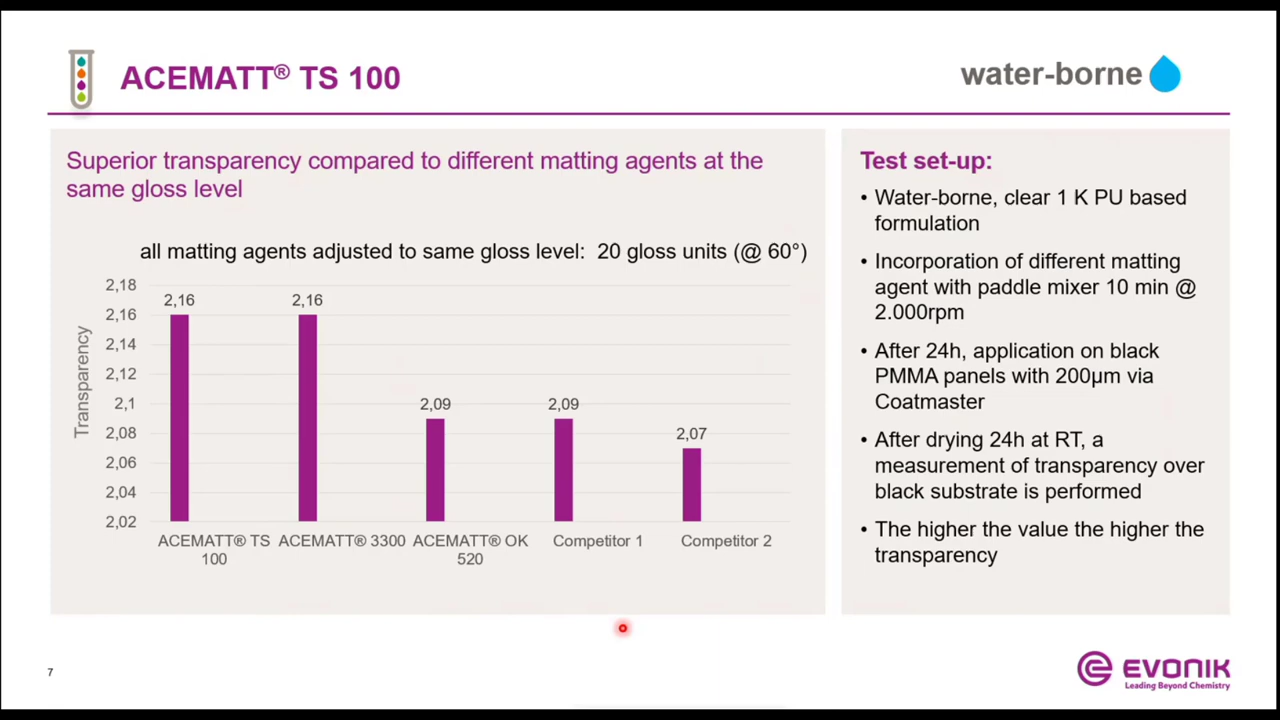 ACEMATT® TS 100
water-borne
Superior transparency compared to different matting agents at the
same gloss level
all matting agents adjusted to same gloss level: 20 gloss units (@ 60°)
Transparency
2,18
2,16
2,14
2,12
2,1
2,08
2,06
2,04
2,02
2,16
2,16
2,09
2,09
2,07
ACEMATT® TS
100
ACEMATT® 3300
ACEMATT® OK
520
Competitor 1
Competitor 2
Test set-up:
• Water-borne, clear 1 K PU based
formulation
• Incorporation of different matting
agent with paddle mixer 10 min @
2.000rpm
• After 24h, application on black
PMMA panels with 200µm via
Coatmaster
• After drying 24h at RT, a
measurement of transparency over
black substrate is performed
• The higher the value the higher the
transparency
7
EVONIK
Leading Beyond Chemistry